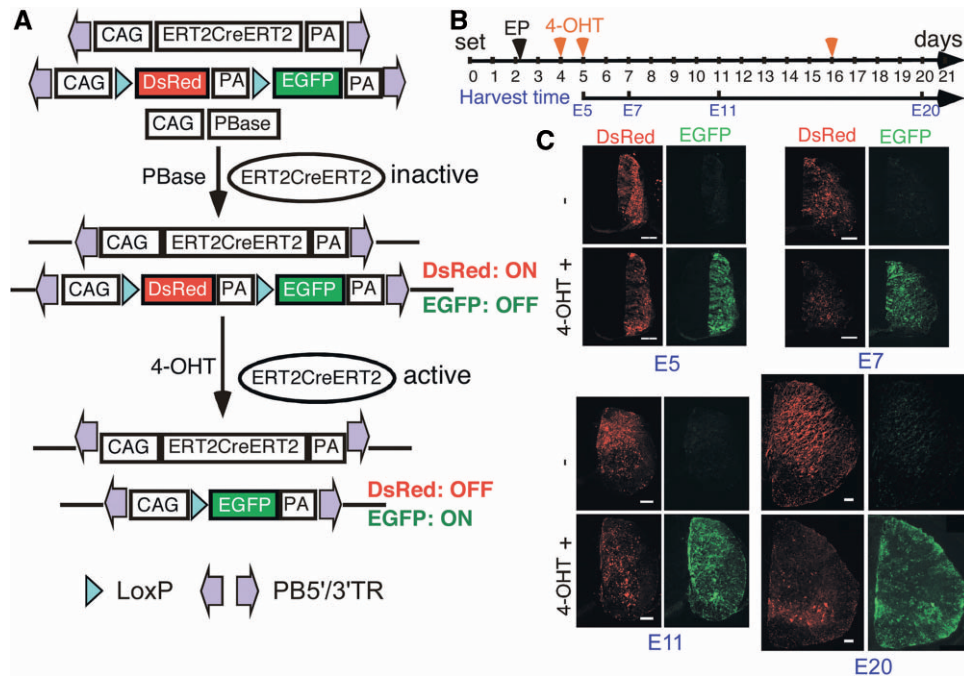 A
CAG ERT2CreERT2 PA
CAG DsRed PA EGFP PA
CAG PBase
PBase ERT2CreERT2 inactive
CAG ERT2CreERT2 PA
DsRed: ON
CAG DsRed PA EGFP PA
EGFP: OFF
4-OHT ERT2CreERT2 active
CAG ERT2CreERT2 PA
DsRed: OFF
CAG EGFP PA
EGFP: ON
LoxP PB5'/3'TR
B
EP 4-OHT
set days
0 1 2 3 4 5 6 7 8 9 10 11 12 13 14 15 16 17 18 19 20 21
Harvest time
E5 E7 E11 E20
C
DsRed EGFP DsRed EGFP
-
4-OHT +
E5 E7
-
4-OHT +
E11 E20